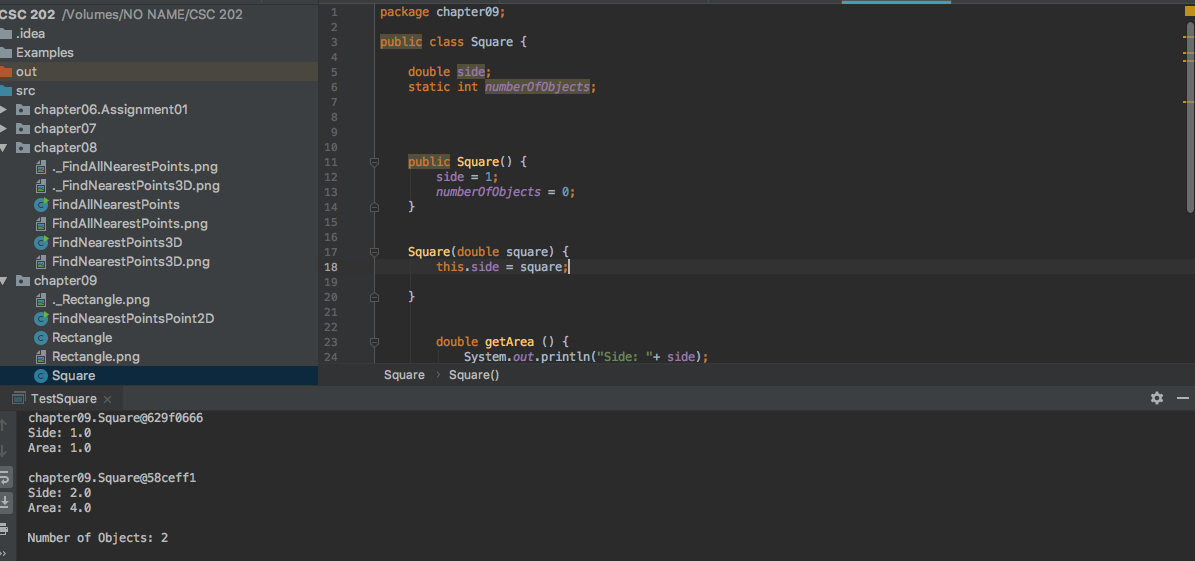 CSC 202 /Volumes/NO NAME/CSC 202
.idea
Examples
out
src
chapter06.Assignment01
chapter07
chapter08
._FindAllNearestPoints.png
._FindNearestPoints3D.png
FindAllNearestPoints
FindAllNearestPoints.png
FindNearestPoints3D
FindNearestPoints3D.png
chapter09
._Rectangle.png
FindNearestPointsPoint2D
Rectangle
Rectangle.png
Square
1 package chapter09;
2
3 public class Square {
4
5 double side;
6 static int numberOfObjects;
7
8
9
10
11 public Square() {
12 side = 1;
13 numberOfObjects = 0;
14 }
15
16
17 Square(double square) {
18 this.side = square;
19
20 }
21
22
23 double getArea () {
24 System.out.println("Side: "+ side);
Square › Square()
TestSquare ×
chapter09.Square@629f0666
Side: 1.0
Area: 1.0
chapter09.Square@58ceff1
Side: 2.0
Area: 4.0
Number of Objects: 2